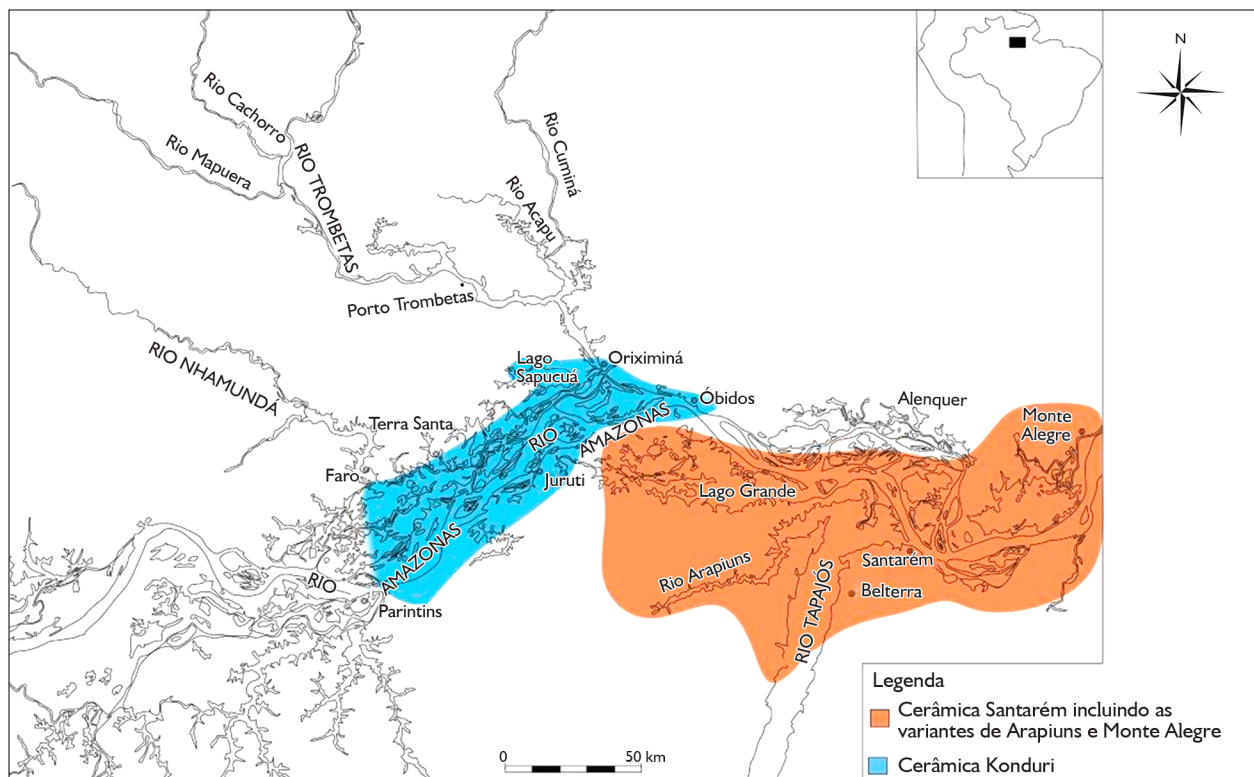 N
Rio Cachorro
Rio Mapuera
RIO TROMBETAS
Rio Cuminá
Rio Acapu
Porto Trombetas
RIO NHAMUNDÁ
Lago
Sapucuá
Oriximiná
Óbidos
Alenquer
Monte
Alegre
Terra Santa
Faro
RIO
AMAZONAS
Juruti
Lago Grande
AMAZONAS
RIO
Parintins
Rio Arapiuns
RIO TAPAJÓS
Santarém
Belterra
0
50 km
Legenda
Cerâmica Santarém incluindo as
variantes de Arapiuns e Monte Alegre
Cerâmica Konduri